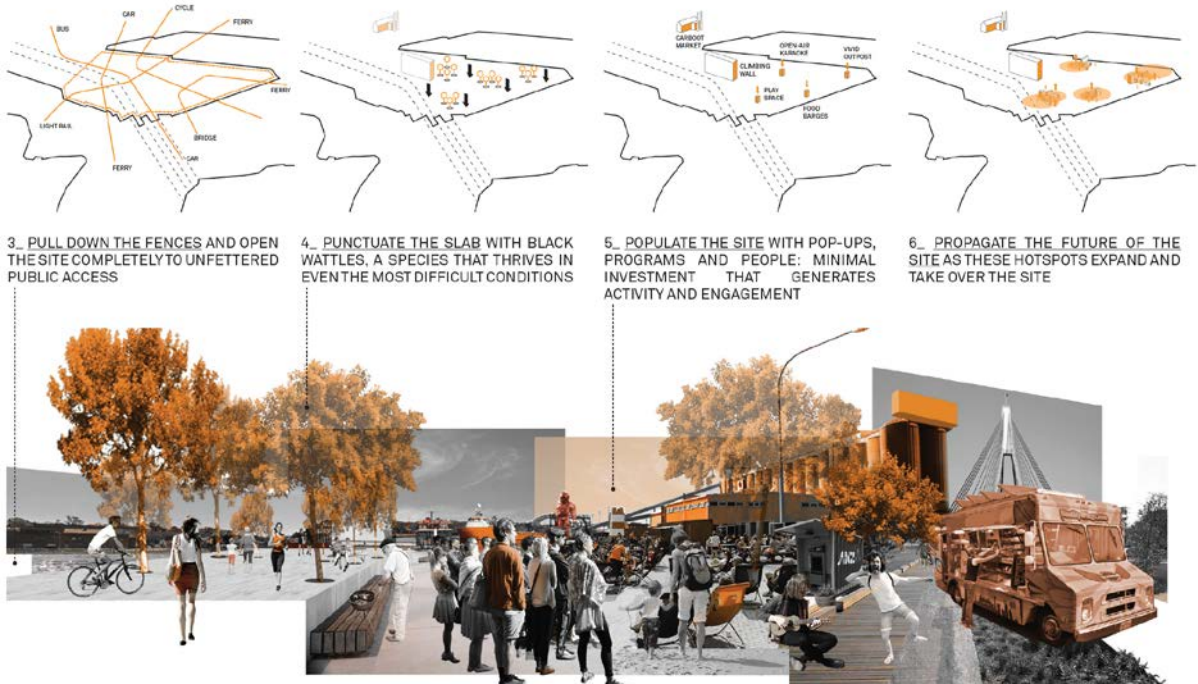 BUS
CAR
CYCLE
FERRY
FERRY
LIGHT RAIL
BRIDGE
CAR
FERRY
CARBOOT
MARKET
OPEN-AIR
KARAOKE
VIVID
OUTPOST
CLIMBING
WALL
PLAY
SPACE
FOOD
BARGES
3_ PULL DOWN THE FENCES AND OPEN
THE SITE COMPLETELY TO UNFETTERED
PUBLIC ACCESS
4_ PUNCTUATE THE SLAB WITH BLACK
WATTLES, A SPECIES THAT THRIVES IN
EVEN THE MOST DIFFICULT CONDITIONS
5_ POPULATE THE SITE WITH POP-UPS,
PROGRAMS AND PEOPLE: MINIMAL
INVESTMENT THAT GENERATES
ACTIVITY AND ENGAGEMENT
6_ PROPAGATE THE FUTURE OF THE
SITE AS THESE HOTSPOTS EXPAND AND
TAKE OVER THE SITE
ANZ